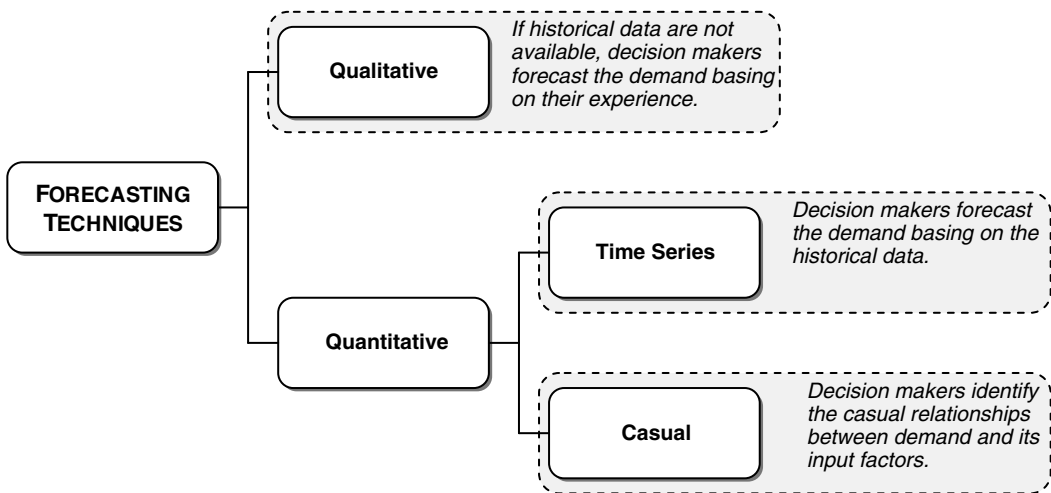 If historical data are not
available, decision makers
forecast the demand basing
on their experience.
Qualitative
FORECASTING
TECHNIQUES
Decision makers forecast
the demand basing on the
historical data.
Time Series
Quantitative
Decision makers identify
the casual relationships
between demand and its
input factors.
Casual